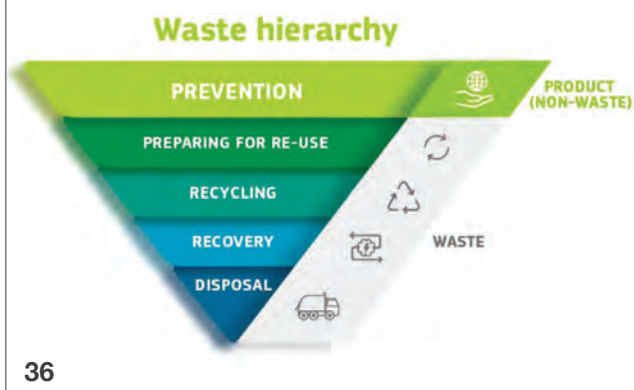 Waste hierarchy
PREVENTION
PRODUCT
(NON-WASTE)
PREPARING FOR RE-USE
RECYCLING
RECOVERY
WASTE
DISPOSAL
36